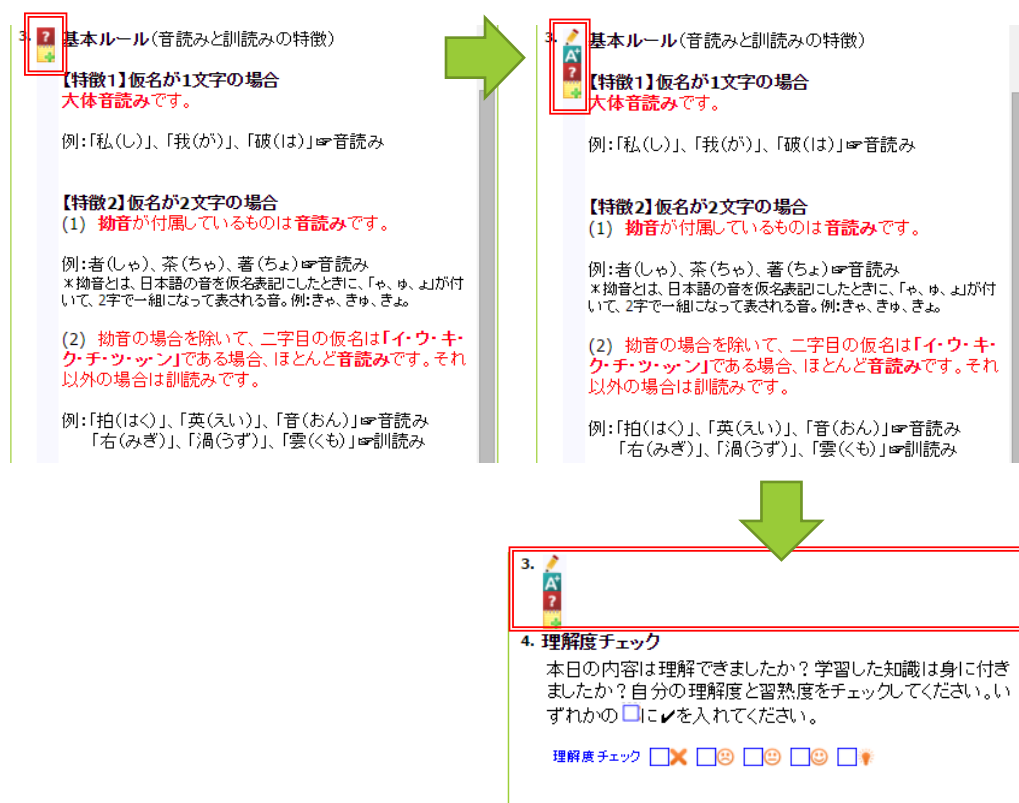 3. ? 基本ルール(音読みと訓読みの特徴)
【特徴1】仮名が1文字の場合
大体音読みです。
例:「私(し)」、「我(が)」、「破(は)」☞音読み
【特徴2】仮名が2文字の場合
(1) 拗音が付属しているものは音読みです。
例:者(しゃ)、茶(ちゃ)、著(ちょ)☞音読み
*拗音とは、日本語の音を仮名表記にしたときに、「ゃ、ゅ、ょ」が付
いて、2字で一組になって表される音。例:きゃ、きゅ、きょ。
(2) 拗音の場合を除いて、二字目の仮名は「イ・ウ・キ・
ク・チ・ツ・ッ・ン」である場合、ほとんど音読みです。それ
以外の場合は訓読みです。
例:「拍(はく)」、「英(えい)」、「音(おん)」☞音読み
「右(みぎ)」、「渦(うず)」、「雲(くも)」☞訓読み
3. A+ ? 基本ルール(音読みと訓読みの特徴)
【特徴1】仮名が1文字の場合
大体音読みです。
例:「私(し)」、「我(が)」、「破(は)」☞音読み
【特徴2】仮名が2文字の場合
(1) 拗音が付属しているものは音読みです。
例:者(しゃ)、茶(ちゃ)、著(ちょ)☞音読み
*拗音とは、日本語の音を仮名表記にしたときに、「ゃ、ゅ、ょ」が付
いて、2字で一組になって表される音。例:きゃ、きゅ、きょ。
(2) 拗音の場合を除いて、二字目の仮名は「イ・ウ・キ・
ク・チ・ツ・ッ・ン」である場合、ほとんど音読みです。それ
以外の場合は訓読みです。
例:「拍(はく)」、「英(えい)」、「音(おん)」☞音読み
「右(みぎ)」、「渦(うず)」、「雲(くも)」☞訓読み
3.
A+
?
4. 理解度チェック
本日の内容は理解できましたか?学習した知識は身に付き
ましたか?自分の理解度と習熟度をチェックしてください。い
ずれかの□に✔を入れてください。
理解度チェック